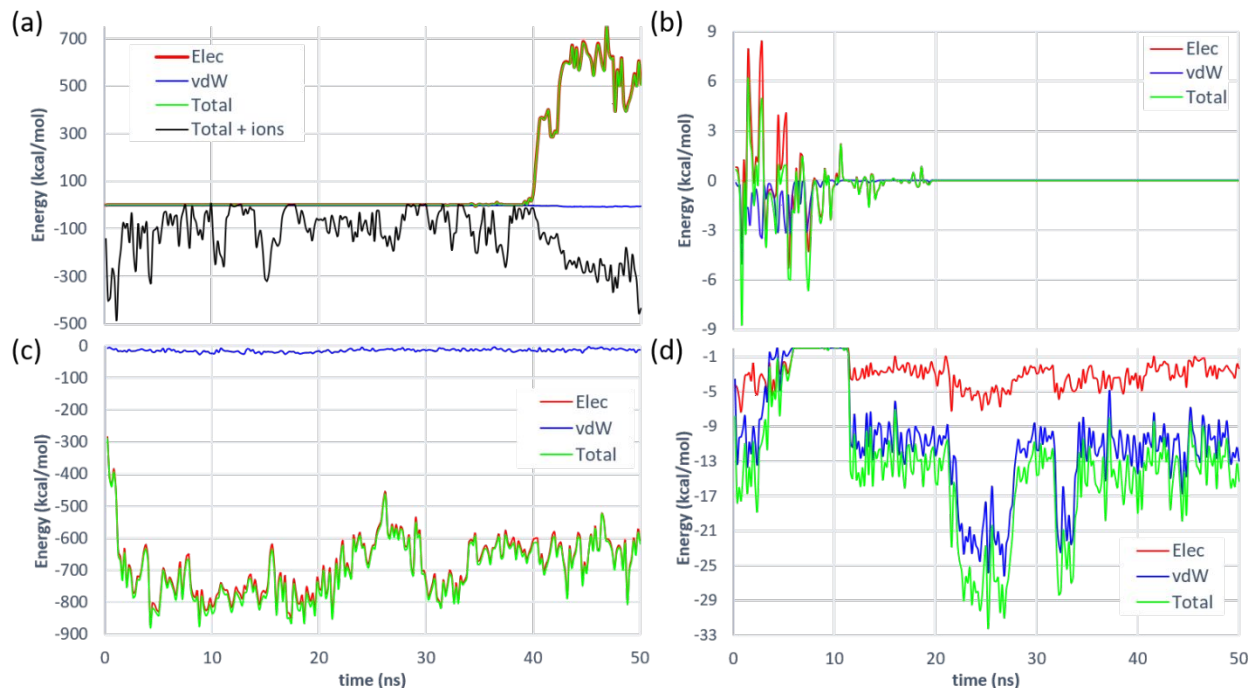 (a)
Energy (kcal/mol)
700
500
300
100
-100
-300
-500
Elec
vdW
Total
Total + ions
(b)
Energy (kcal/mol)
9
6
3
0
-3
-6
-9
Elec
vdW
Total
(c)
Energy (kcal/mol)
0
-100
-200
-300
-400
-500
-600
-700
-800
-900
Elec
vdW
Total
0 10 20 30 40 50
time (ns)
(d)
Energy (kcal/mol)
-1
-5
-9
-13
-17
-21
-25
-29
-33
Elec
vdW
Total
0 10 20 30 40 50
time (ns)